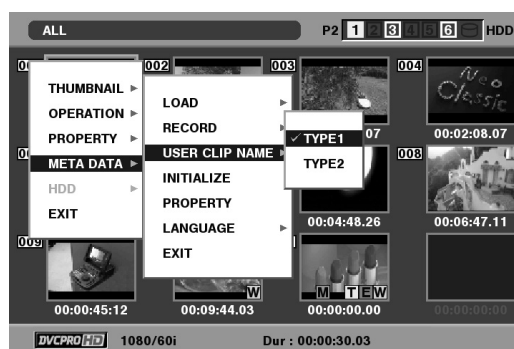 ALL P2 1 2 3 4 5 6 HDD
002 003 004
THUMBNAIL
OPERATION
PROPERTY
META DATA
HDD
EXIT
LOAD
RECORD
USER CLIP NAME
INITIALIZE
PROPERTY
LANGUAGE
EXIT
✓ TYPE1
TYPE2
Neo
Classic
07 00:02:08.07
008
00:04:48.26 00:06:47.11
009
00:00:45:12 00:09:44.03 00:00:00.00 00:00:00:00
W M T E W
DVCPRO HD 1080/60i Dur : 00:00:30.03